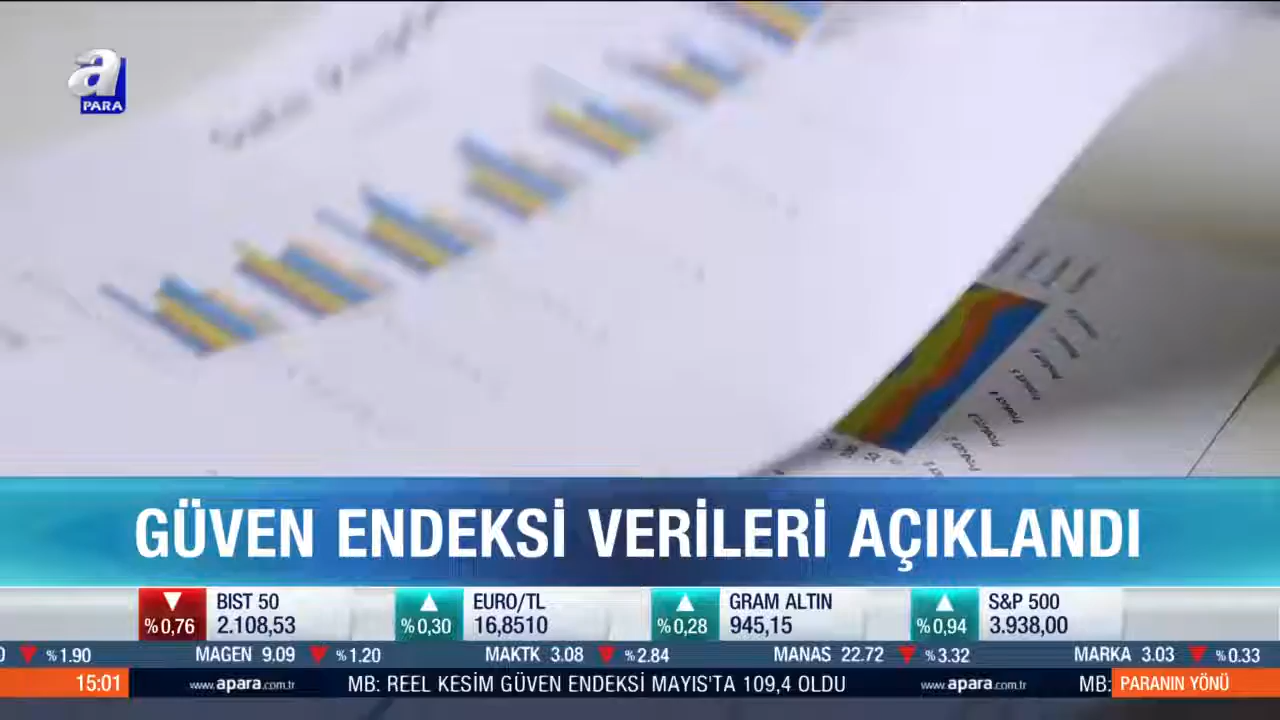 a
PARA
GÜVEN ENDEKSİ VERİLERİ AÇIKLANDI
%0,76 BIST 50 2.108,53
%0,30 EURO/TL 16,8510
%0,28 GRAM ALTIN 945,15
%0,94 S&P 500 3.938,00
0 %1.90 MAGEN 9.09 %1.20 MAKTK 3.08 %2.84 MANAS 22.72 %3.32 MARKA 3.03 %0.33
15:01 www.apara.com.tr MB: REEL KESİM GÜVEN ENDEKSİ MAYIS'TA 109,4 OLDU www.apara.com.tr MB: PARANIN YÖNÜ